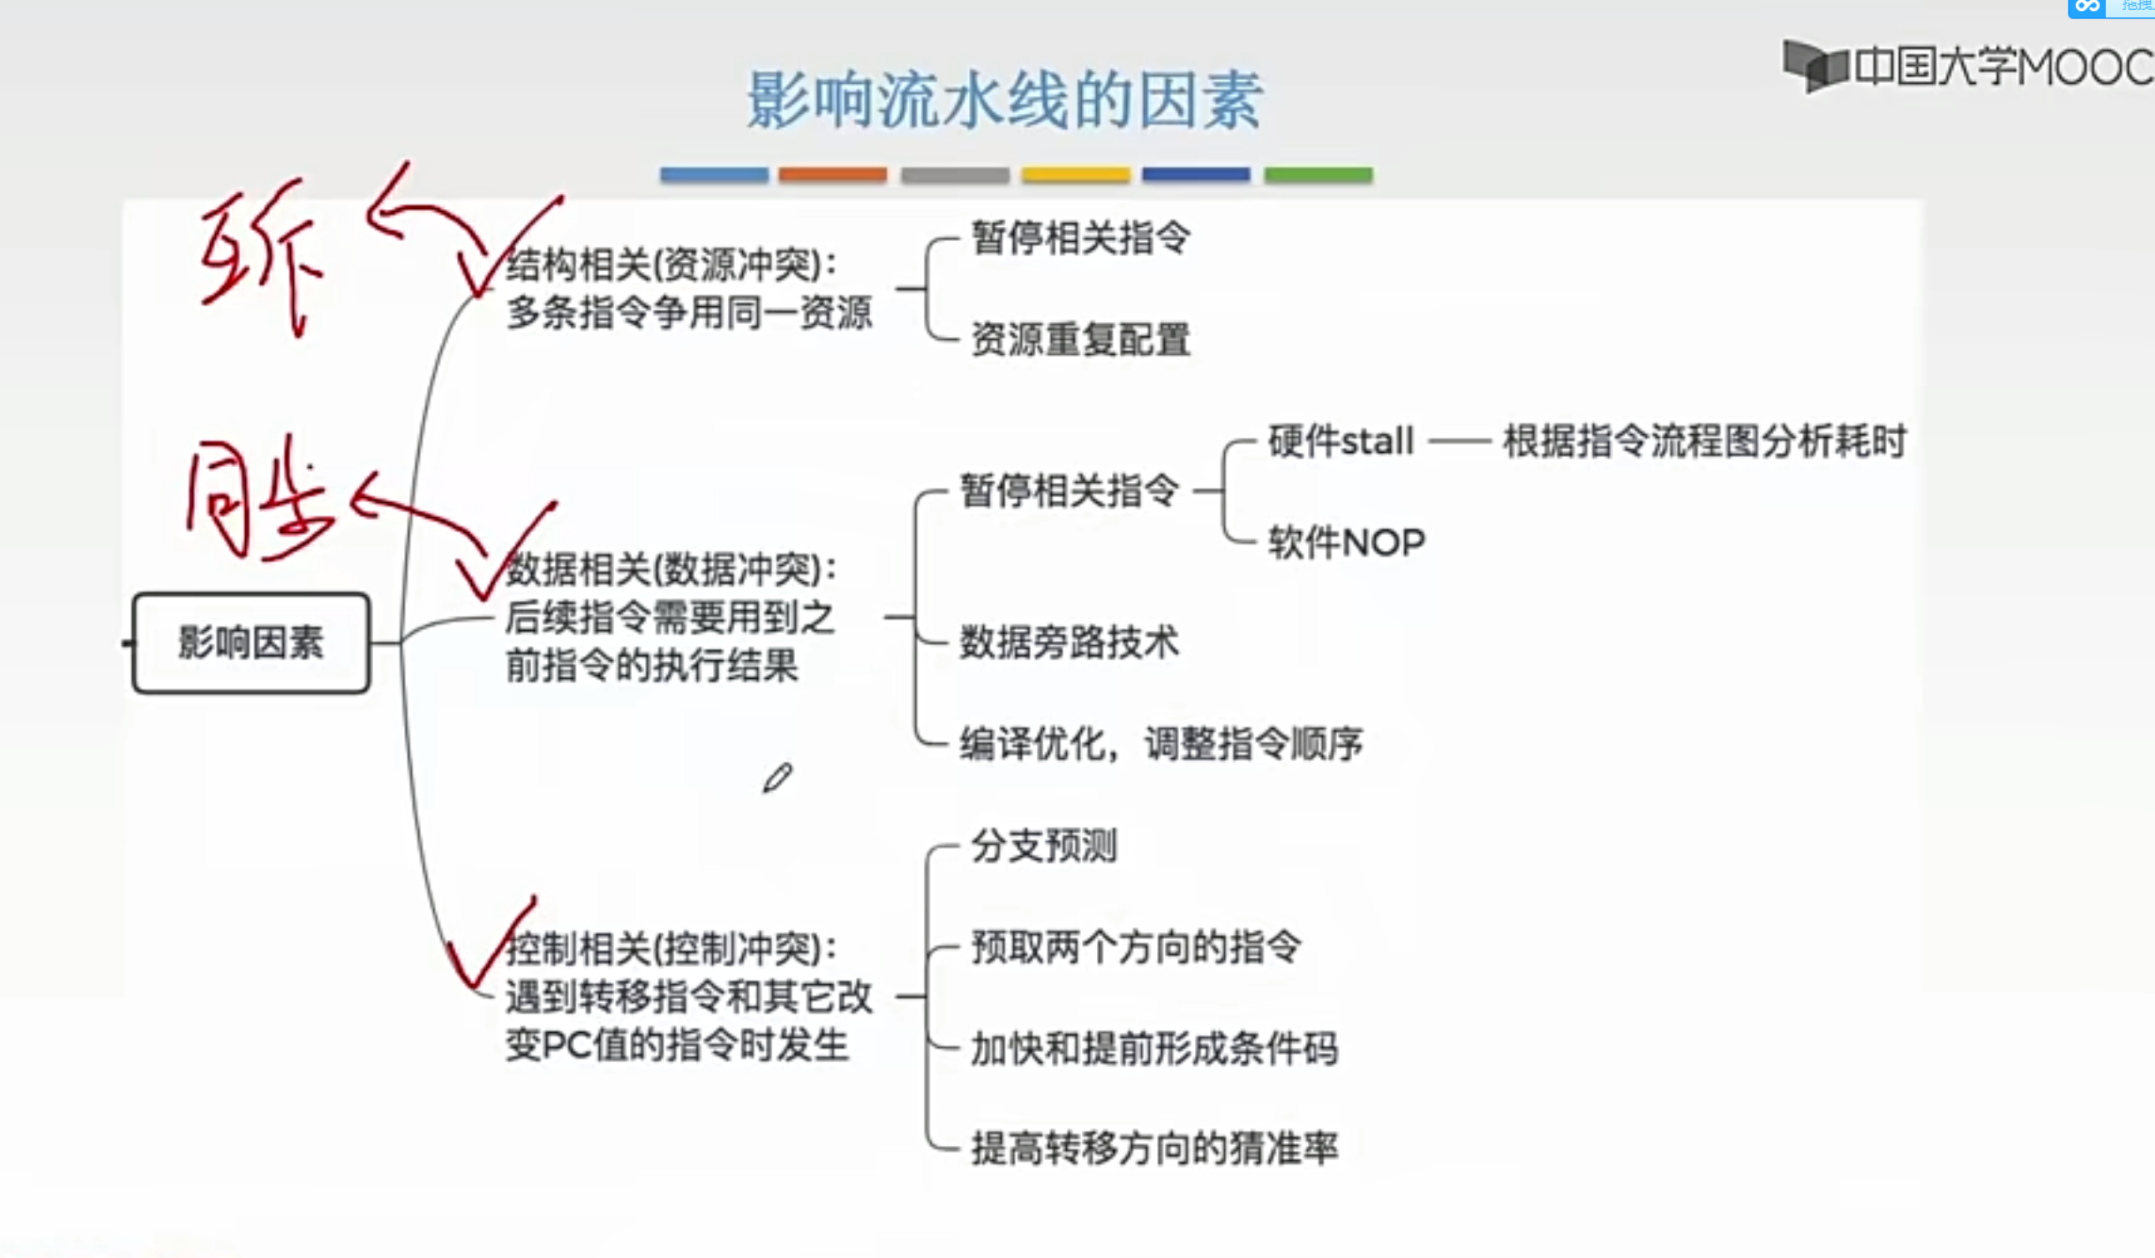 拖拽
中国大学MOOC
影响流水线的因素
互斥
结构相关(资源冲突)：
多条指令争用同一资源
暂停相关指令
资源重复配置
同步
数据相关(数据冲突)：
后续指令需要用到之
前指令的执行结果
暂停相关指令
硬件stall
根据指令流程图分析耗时
软件NOP
数据旁路技术
编译优化，调整指令顺序
影响因素
控制相关(控制冲突)：
遇到转移指令和其它改
变PC值的指令时发生
分支预测
预取两个方向的指令
加快和提前形成条件码
提高转移方向的猜准率